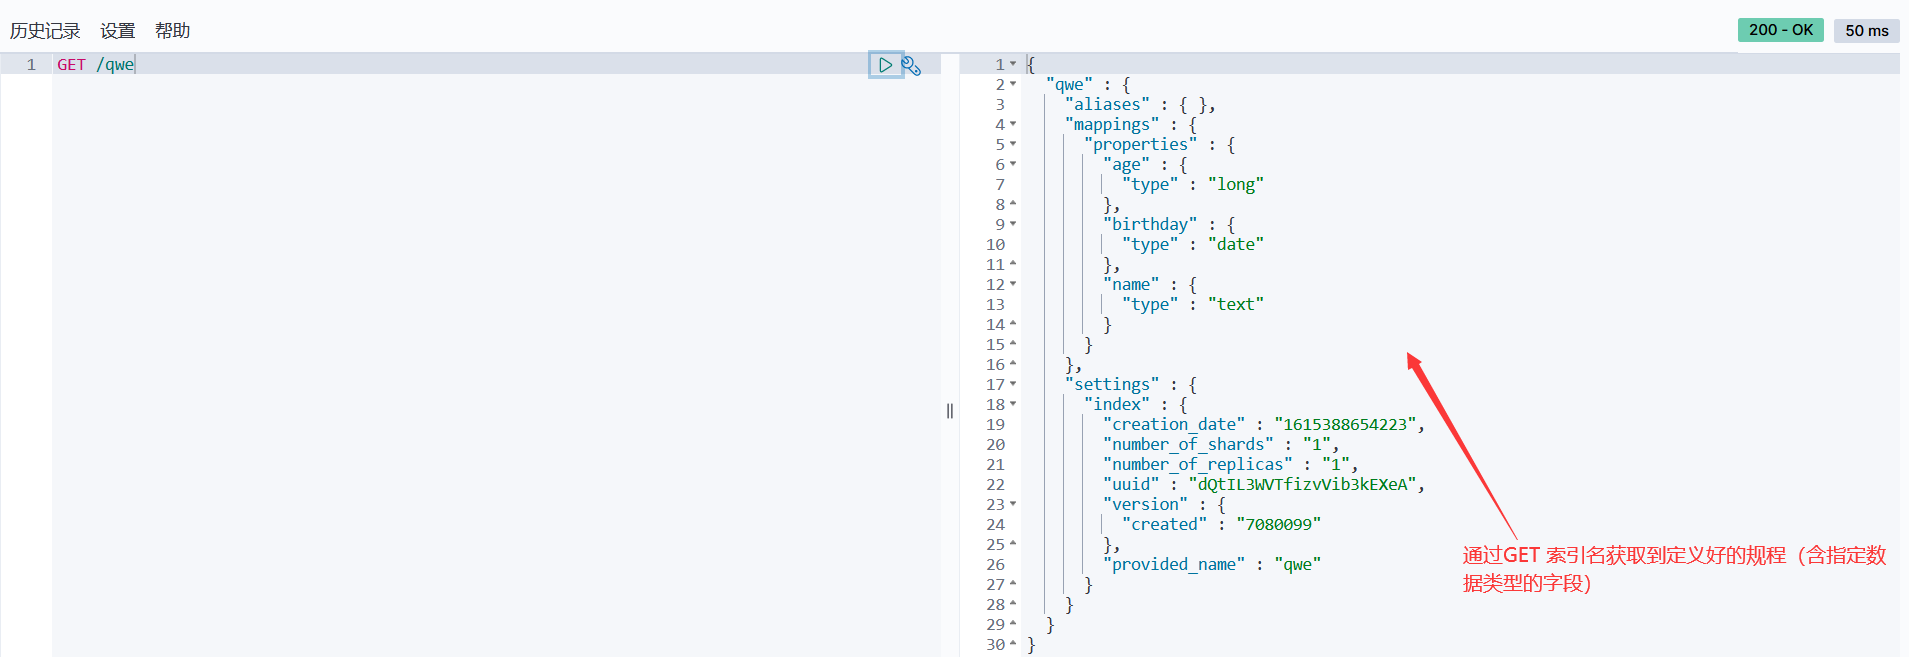 历史记录 设置 帮助
200 - OK 50 ms
1 GET /qwe
1 {
2 "qwe" : {
3 "aliases" : { },
4 "mappings" : {
5 "properties" : {
6 "age" : {
7 "type" : "long"
8 },
9 "birthday" : {
10 "type" : "date"
11 },
12 "name" : {
13 "type" : "text"
14 }
15 }
16 },
17 "settings" : {
18 "index" : {
19 "creation_date" : "1615388654223",
20 "number_of_shards" : "1",
21 "number_of_replicas" : "1",
22 "uuid" : "dQtIL3WVTfizvVib3kEXeA",
23 "version" : {
24 "created" : "7080099"
25 },
26 "provided_name" : "qwe"
27 }
28 }
29 }
30 }
通过GET 索引名获取到定义好的规程（含指定数
据类型的字段）